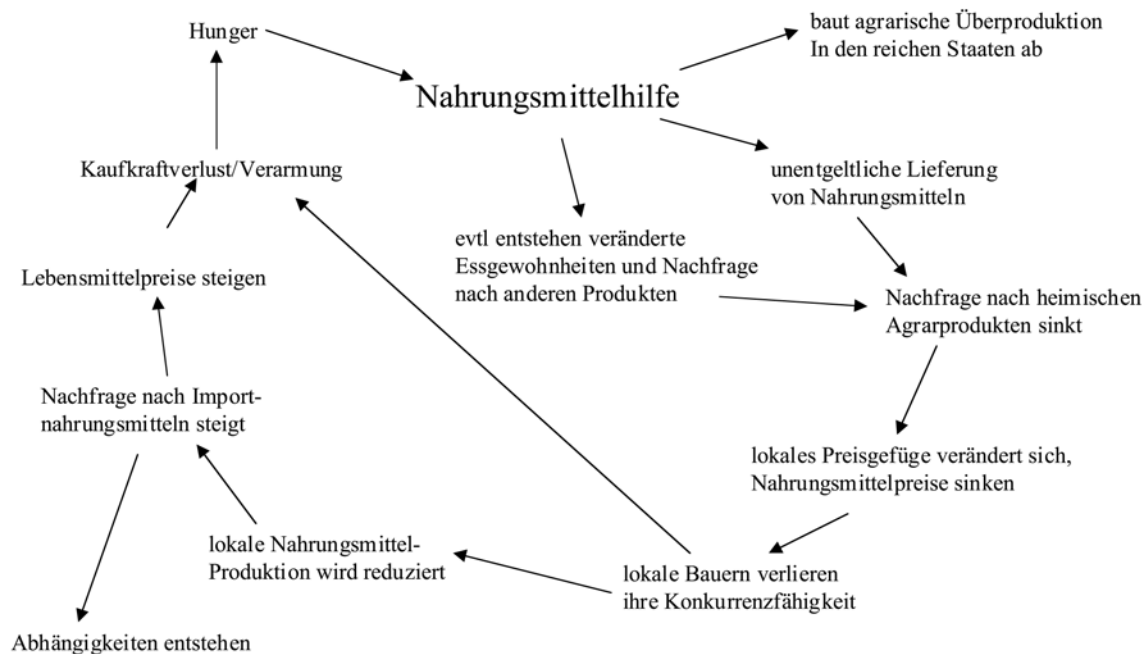 Hunger
baut agrarische Überproduktion
In den reichen Staaten ab
Nahrungsmittelhilfe
Kaufkraftverlust/Verarmung
unentgeltliche Lieferung
von Nahrungsmitteln
evtl entstehen veränderte
Essgewohnheiten und Nachfrage
nach anderen Produkten
Lebensmittelpreise steigen
Nachfrage nach heimischen
Agrarprodukten sinkt
Nachfrage nach Import-
nahrungsmitteln steigt
lokales Preisgefüge verändert sich,
Nahrungsmittelpreise sinken
lokale Nahrungsmittel-
Produktion wird reduziert
lokale Bauern verlieren
ihre Konkurrenzfähigkeit
Abhängigkeiten entstehen